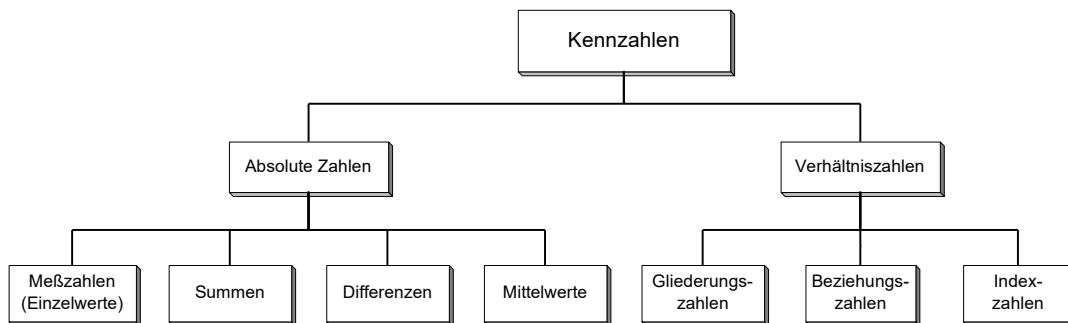 Kennzahlen
Absolute Zahlen
Verhältniszahlen
Meßzahlen
(Einzelwerte)
Summen
Differenzen
Mittelwerte
Gliederungs-
zahlen
Beziehungs-
zahlen
Index-
zahlen